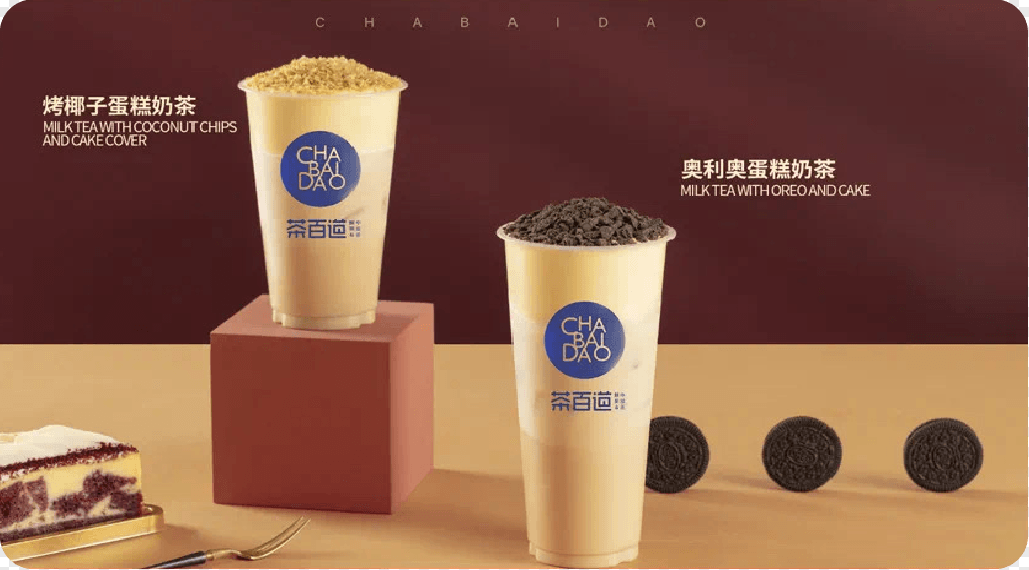 CHABAIDAO
烤椰子蛋糕奶茶
MILK TEA WITH COCONUT CHIPS
AND CAKE COVER
CHA
BAI
DAO
茶百道
奥利奥蛋糕奶茶
MILK TEA WITH OREO AND CAKE
CHA
BAI
DAO
茶百道